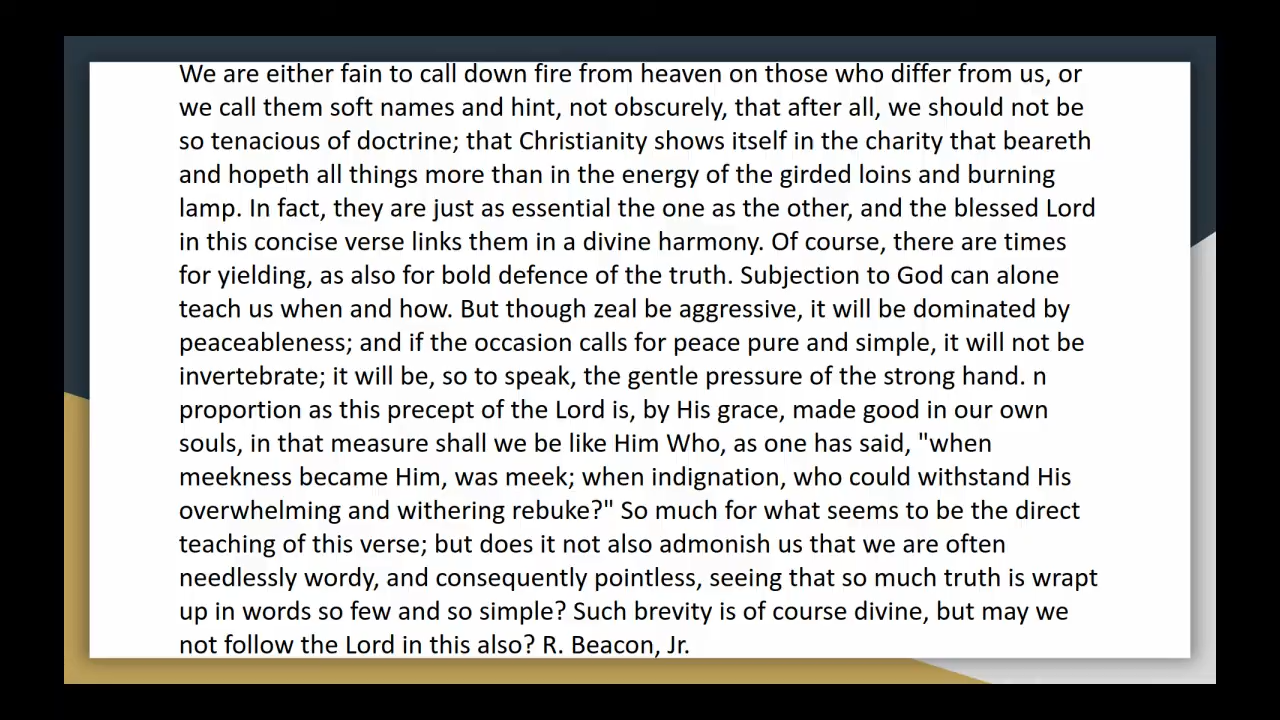 We are either fain to call down fire from heaven on those who differ from us, or
we call them soft names and hint, not obscurely, that after all, we should not be
so tenacious of doctrine; that Christianity shows itself in the charity that beareth
and hopeth all things more than in the energy of the girded loins and burning
lamp. In fact, they are just as essential the one as the other, and the blessed Lord
in this concise verse links them in a divine harmony. Of course, there are times
for yielding, as also for bold defence of the truth. Subjection to God can alone
teach us when and how. But though zeal be aggressive, it will be dominated by
peaceableness; and if the occasion calls for peace pure and simple, it will not be
invertebrate; it will be, so to speak, the gentle pressure of the strong hand. n
proportion as this precept of the Lord is, by His grace, made good in our own
souls, in that measure shall we be like Him Who, as one has said, "when
meekness became Him, was meek; when indignation, who could withstand His
overwhelming and withering rebuke?" So much for what seems to be the direct
teaching of this verse; but does it not also admonish us that we are often
needlessly wordy, and consequently pointless, seeing that so much truth is wrapt
up in words so few and so simple? Such brevity is of course divine, but may we
not follow the Lord in this also? R. Beacon, Jr.